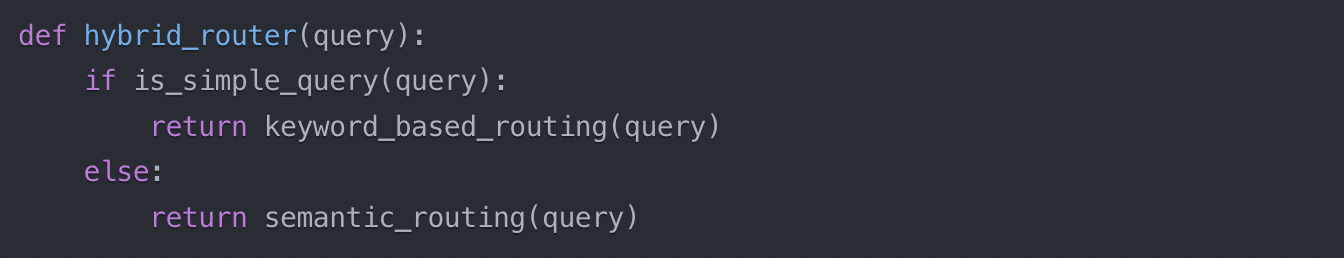 def hybrid_router(query):
    if is_simple_query(query):
        return keyword_based_routing(query)
    else:
        return semantic_routing(query)